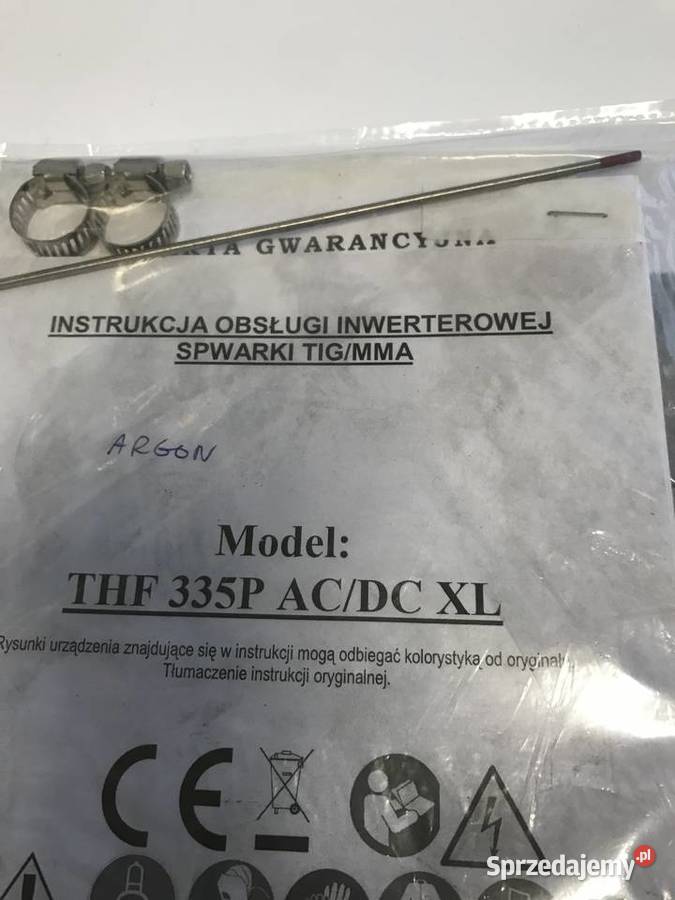 GWARANCYJNA
INSTRUKCJA OBSŁUGI INWERTEROWEJ
SPWARKI TIG/MMA
ARGON
Model:
THF 335P AC/DC XL
Rysunki urządzenia znajdujące się w instrukcji mogą odbiegać kolorystyką od
Tłumaczenie instrukcji oryginalnej.
CE
Sprzedajemy.pl